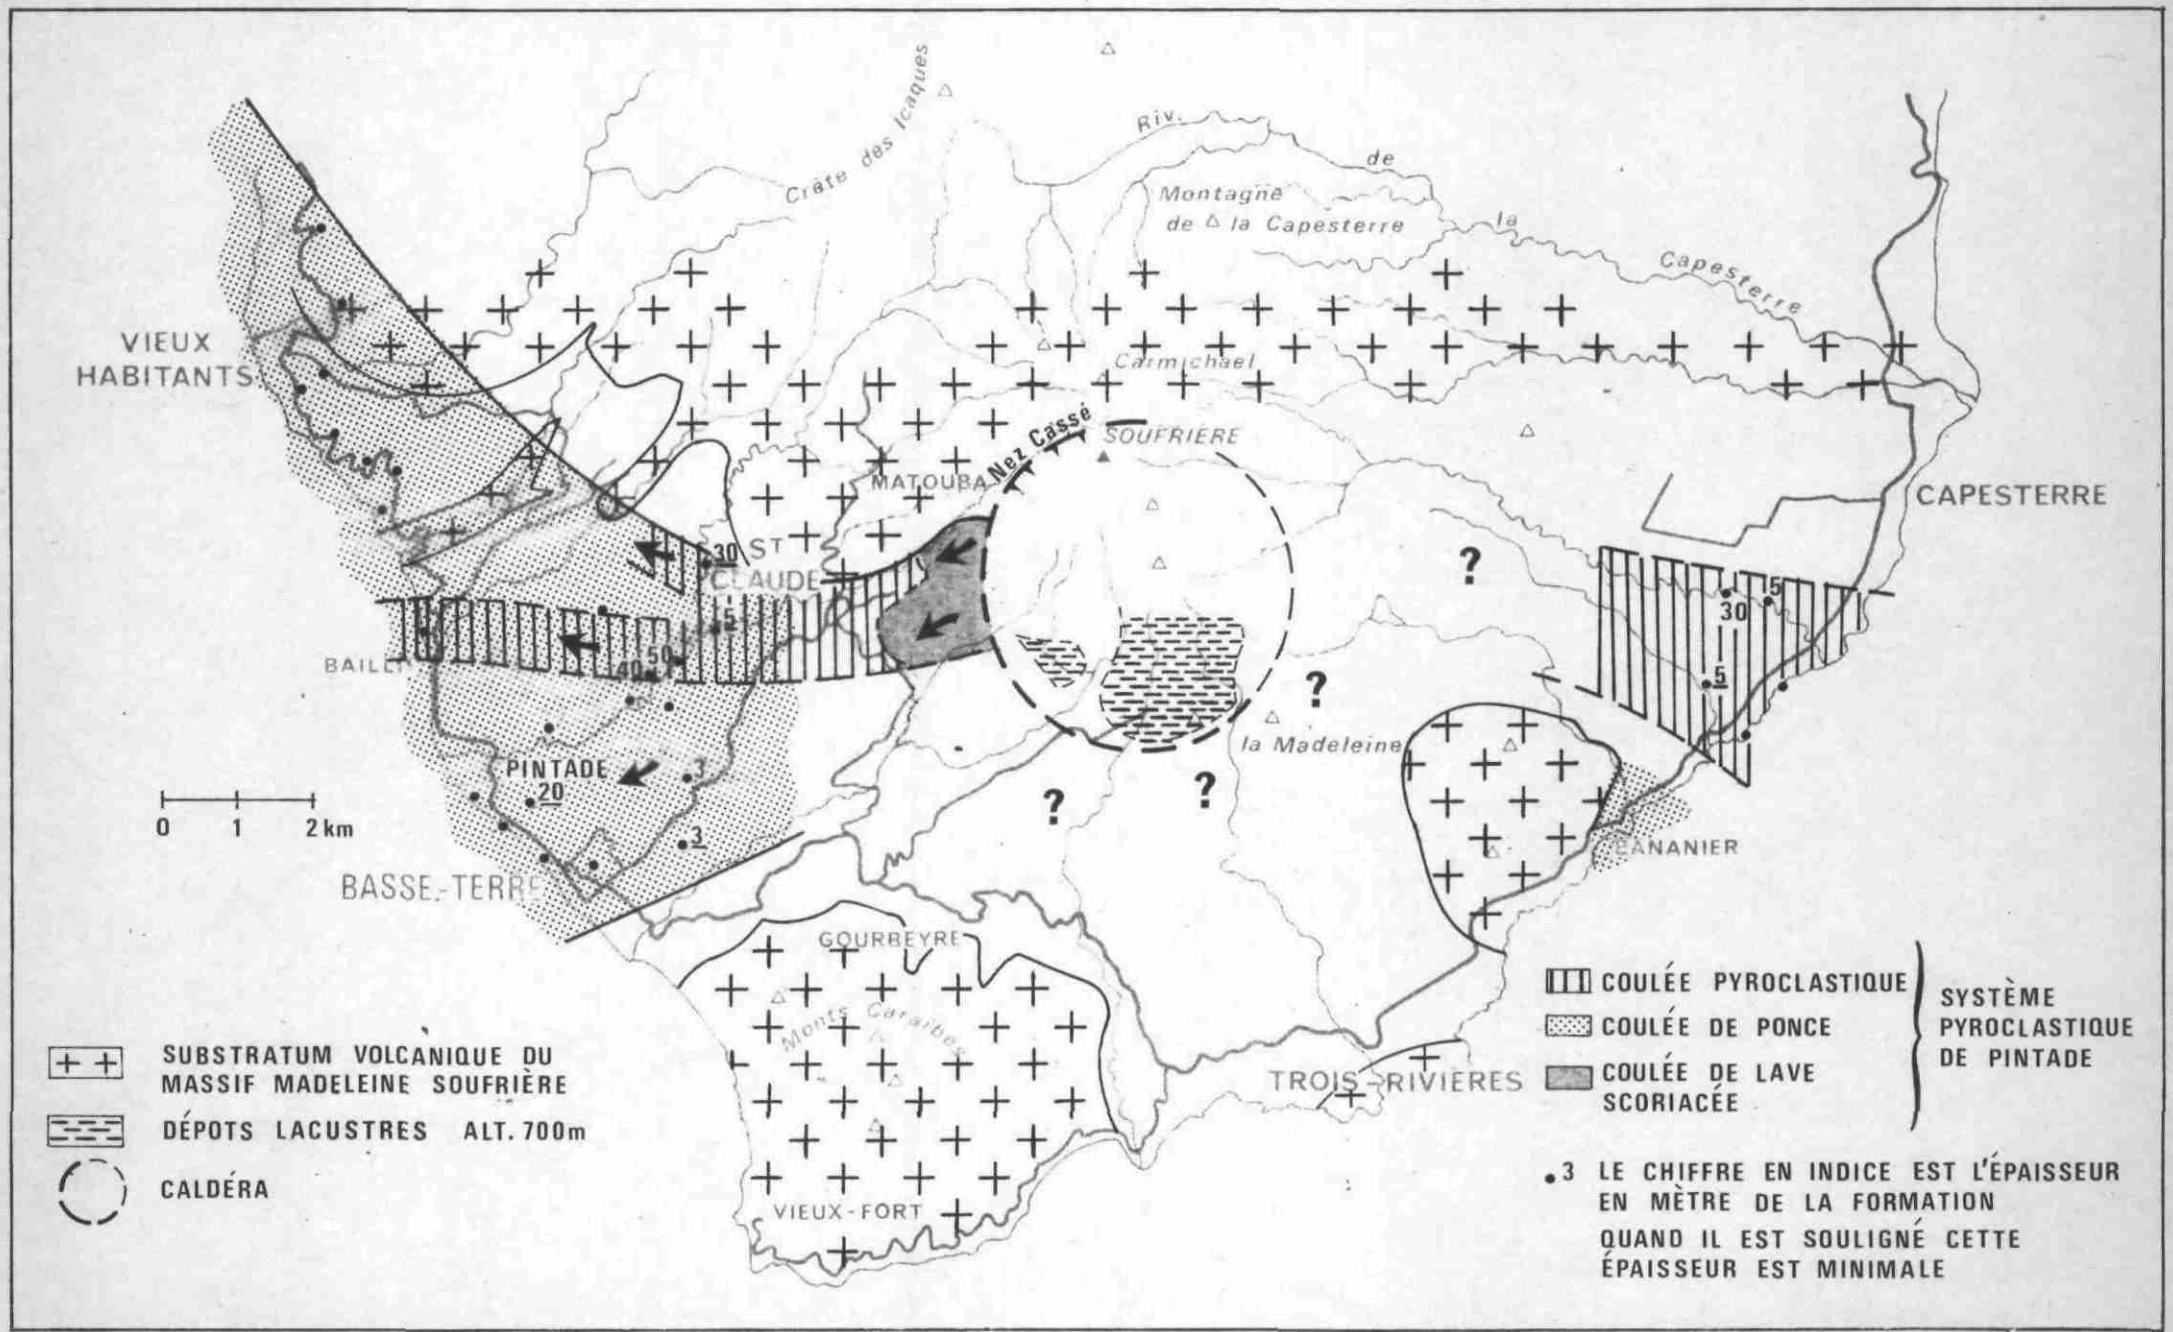 Crête des Icaques
Riv. de la Capesterre
Montagne
de la Capesterre
VIEUX
HABITANTS
Carmichael
Nez Cassé
SOUFRIÈRE
MATOUBA
CAPESTERRE
30
ST
CLAUDE
?
5
30
5
5
BAILLI
50
40
?
la Madeleine
PINTADE
20
3
?
?
0 1 2 km
3
BANANIER
BASSE-TERRE
GOURBEYRE
Monts Caraïbes
TROIS-RIVIÈRES
VIEUX-FORT
SUBSTRATUM VOLCANIQUE DU
MASSIF MADELEINE SOUFRIÈRE
DÉPOTS LACUSTRES ALT. 700m
CALDÉRA
COULÉE PYROCLASTIQUE
COULÉE DE PONCE
COULÉE DE LAVE
SCORIACÉE
SYSTÈME
PYROCLASTIQUE
DE PINTADE
3 LE CHIFFRE EN INDICE EST L'ÉPAISSEUR
EN MÈTRE DE LA FORMATION
QUAND IL EST SOULIGNÉ CETTE
ÉPAISSEUR EST MINIMALE